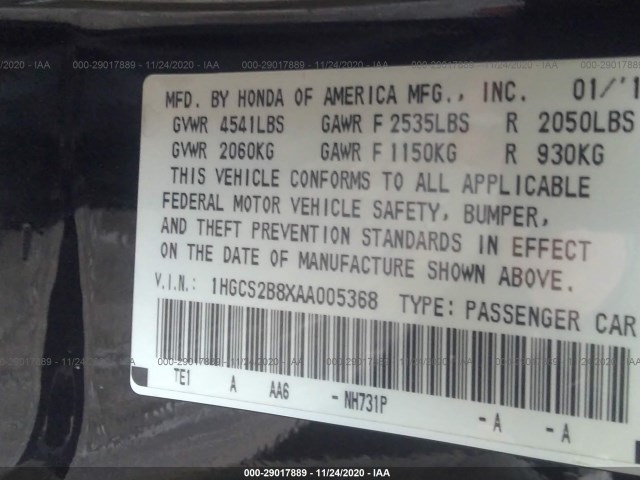 000-29017889 - 11/24/2020 - IAA
MFD. BY HONDA OF AMERICA MFG., INC. 01/'1
GVWR 4541LBS GAWR F 2535LBS R 2050LBS
GVWR 2060KG GAWR F 1150KG R 930KG
THIS VEHICLE CONFORMS TO ALL APPLICABLE
FEDERAL MOTOR VEHICLE SAFETY, BUMPER,
AND THEFT PREVENTION STANDARDS IN EFFECT
ON THE DATE OF MANUFACTURE SHOWN ABOVE.
V.I.N.: 1HGCS2B8XAA005368 TYPE: PASSENGER CAR
TE1 A AA6 -NH731P -A -A
000-29017889 - 11/24/2020 - IAA